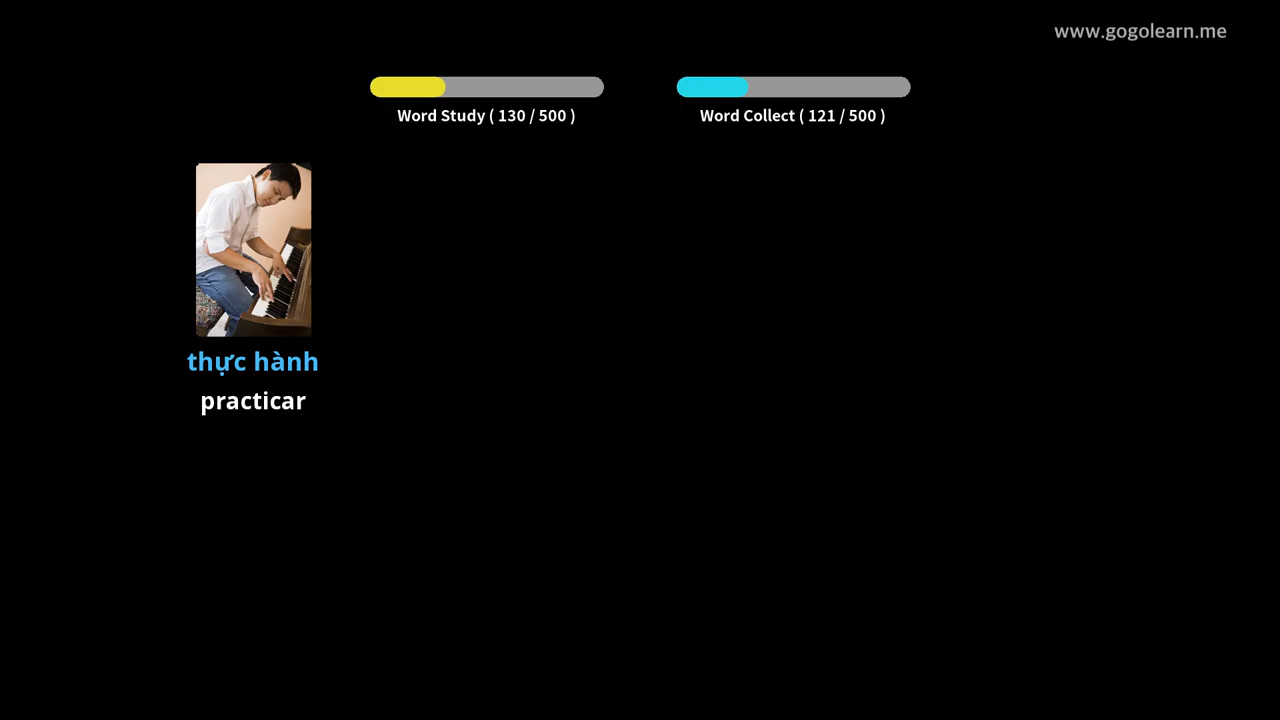 www.gogolearn.me
Word Study ( 130 / 500 )
Word Collect ( 121 / 500 )
thực hành
practicar